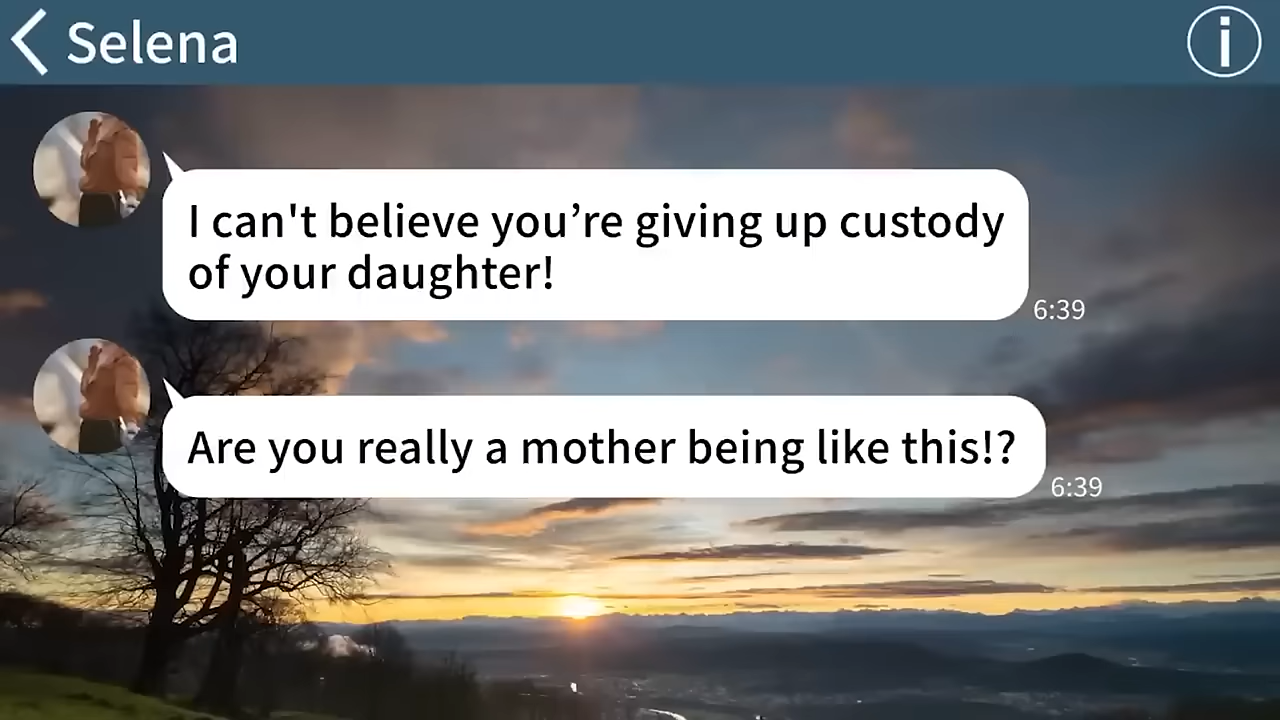 Selena
I can't believe you’re giving up custody
of your daughter!
6:39
Are you really a mother being like this!?
6:39